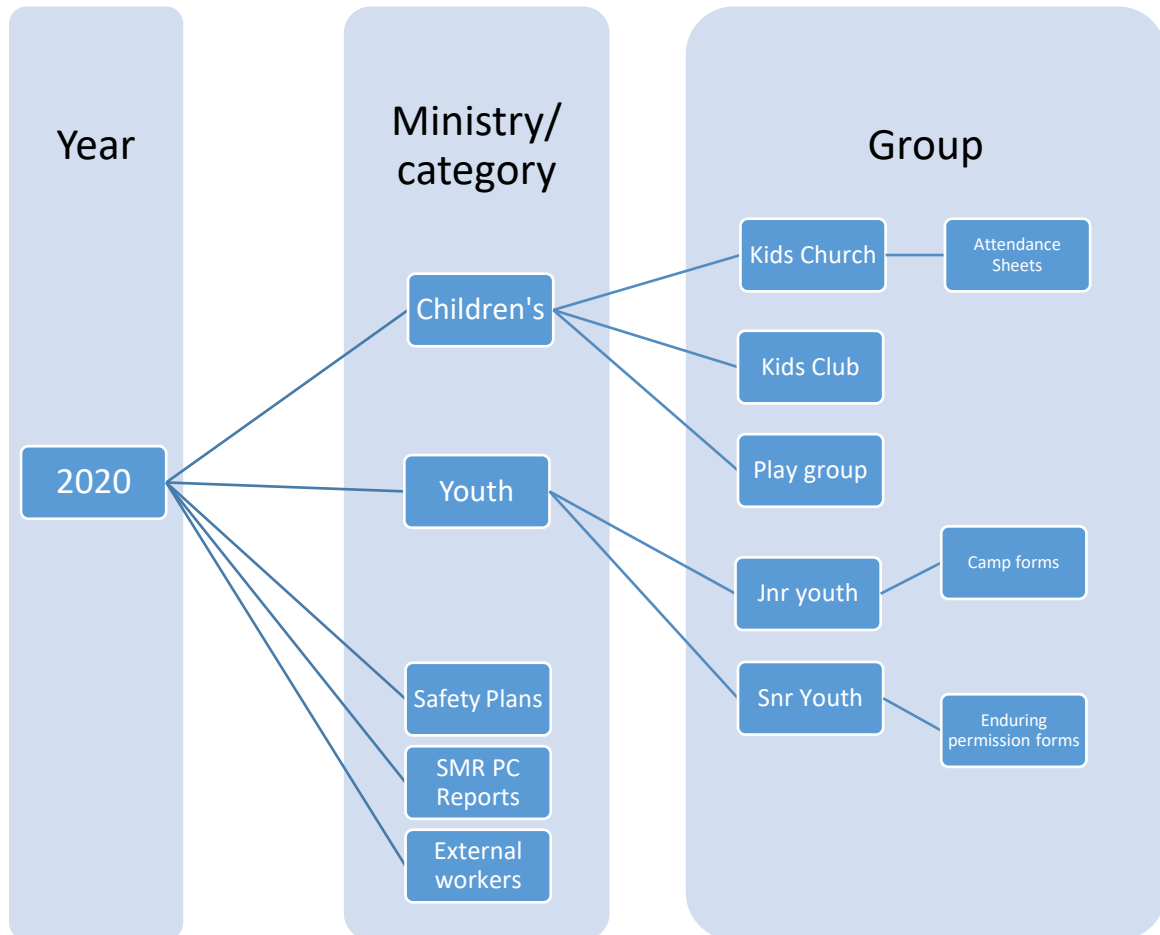 Year
Ministry/
category
Group
2020
Children's
Youth
Safety Plans
SMR PC
Reports
External
workers
Kids Church
Kids Club
Play group
Jnr youth
Snr Youth
Attendance
Sheets
Camp forms
Enduring
permission forms